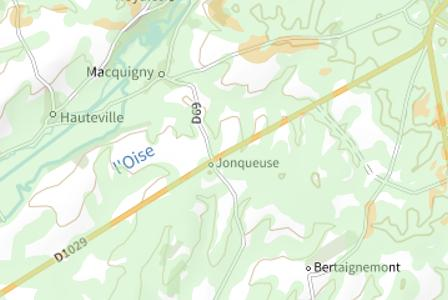 Macquigny
Hauteville
D69
l'Oise
Jonqueuse
D1029
Bertaignemont